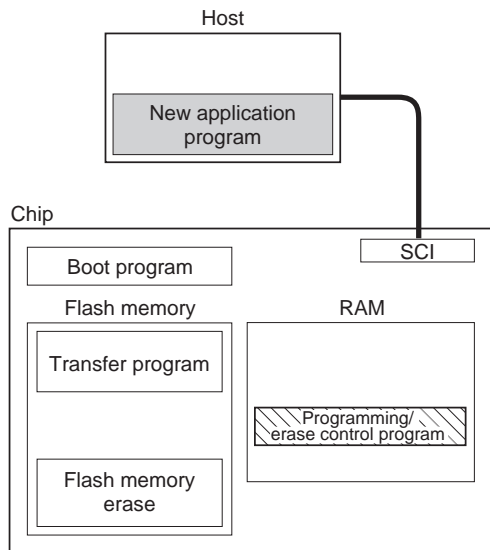 Host
New application
program
Chip
SCI
Boot program
Flash memory
RAM
Transfer program
Programming/
erase control program
Flash memory
erase